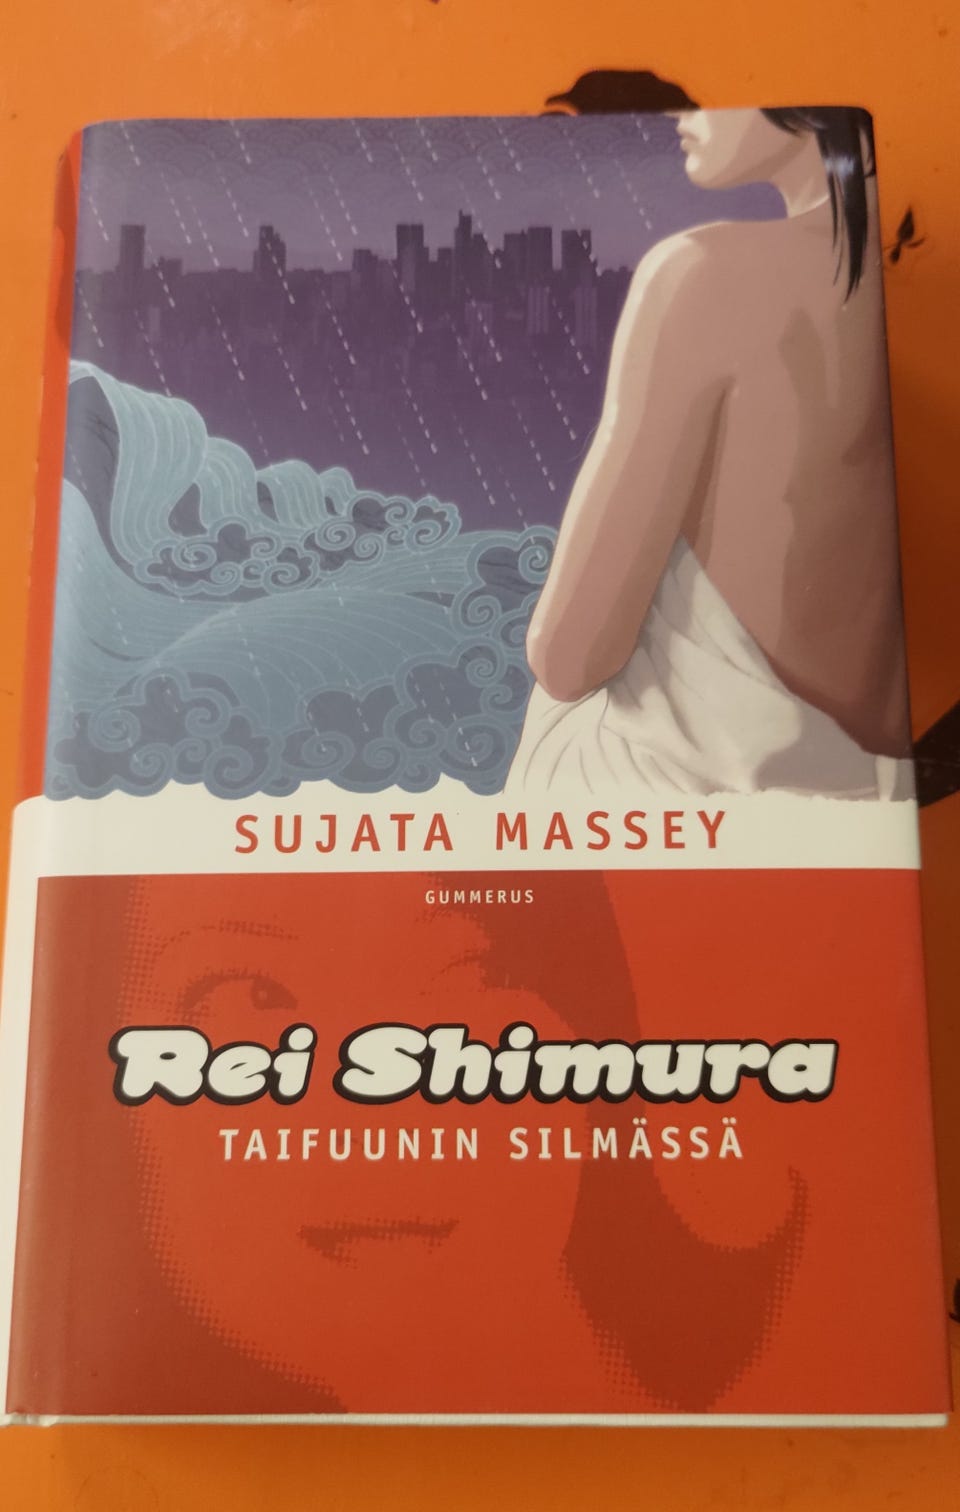 SUJATA MASSEY
GUMMERUS
Rei Shimura
TAIFUUNIN SILMÄSSÄ